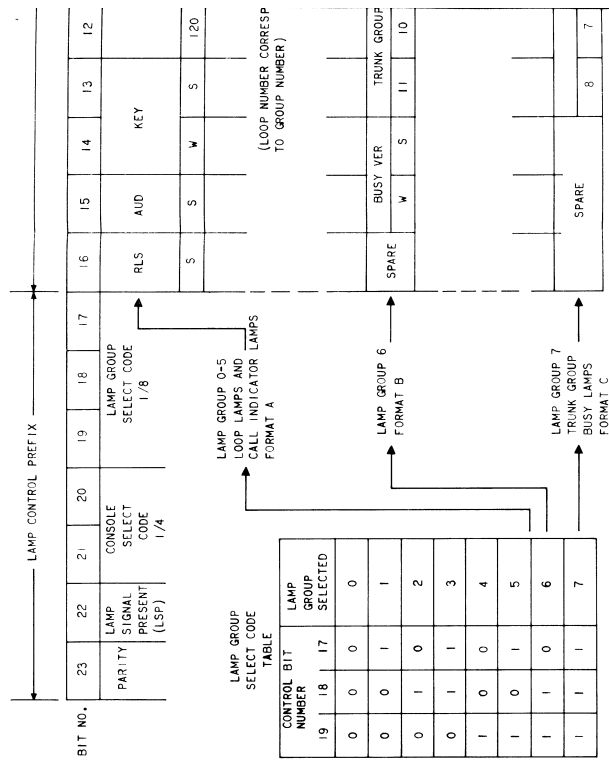 LAMP CONTROL PREFIX
BIT NO.
23 22 21 20 19 18 17 16 15 14 13 12
PARITY
LAMP
SIGNAL
PRESENT
(LSP)
CONSOLE
SELECT
CODE
1/4
LAMP GROUP
SELECT CODE
1/8
RLS AUD KEY
S S W S 120
LAMP GROUP
SELECT CODE
TABLE
CONTROL BIT
NUMBER
LAMP
GROUP
SELECTED
19 18 17
0 0 0 0
0 0 1 1
0 1 0 2
0 1 1 3
1 0 0 4
1 0 1 5
1 1 0 6
1 1 1 7
LAMP GROUP 0-5
LOOP LAMPS AND
CALL INDICATOR LAMPS
FORMAT A
(LOOP NUMBER CORRESP
TO GROUP NUMBER)
LAMP GROUP 6
FORMAT B
SPARE BUSY VER TRUNK GROUP
W S 11 10
LAMP GROUP 7
TRUNK GROUP
BUSY LAMPS
FORMAT C
SPARE
8 7